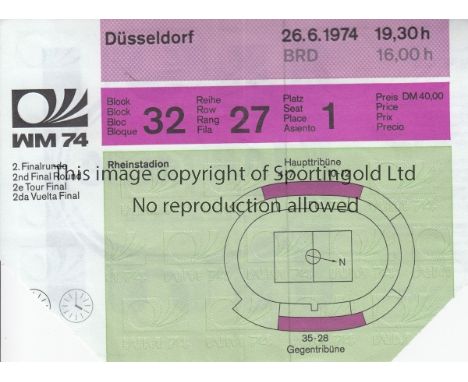 Düsseldorf 26.6.1974 19,30 h
BRD 16,00 h
WM 74
Block Block Bloc Bloque 32
Reihe Row Rang Fila 27
Platz Seat Place Asiento 1
Preis DM 40,00
Price
Prix
Precio
2. Finalrunde
2nd Final Round
2e Tour Final
2da Vuelta Final
Rheinstadion
Haupttribüne
This image copyright of Sportingold Ltd
No reproduction allowed
N
35-28
Gegentribüne
WM 74